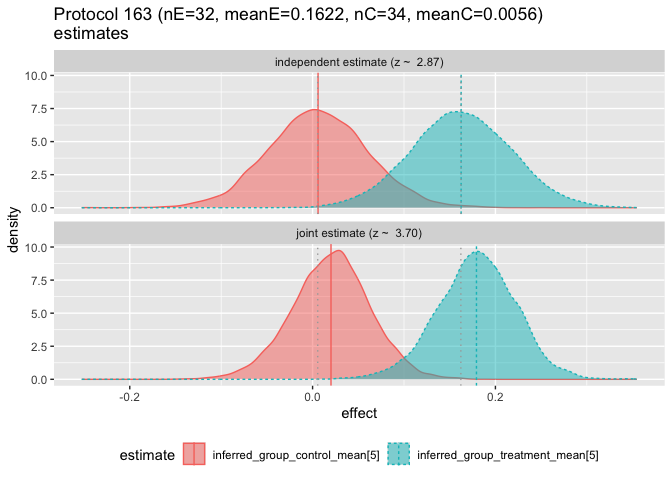 Protocol 163 (nE=32, meanE=0.1622, nC=34, meanC=0.0056)
estimates
independent estimate (z ~  2.87)
10.0
7.5
5.0
2.5
0.0
joint estimate (z ~  3.70)
10.0
7.5
5.0
2.5
0.0
density
-0.2
0.0
0.2
effect
estimate
inferred_group_control_mean[5]
inferred_group_treatment_mean[5]